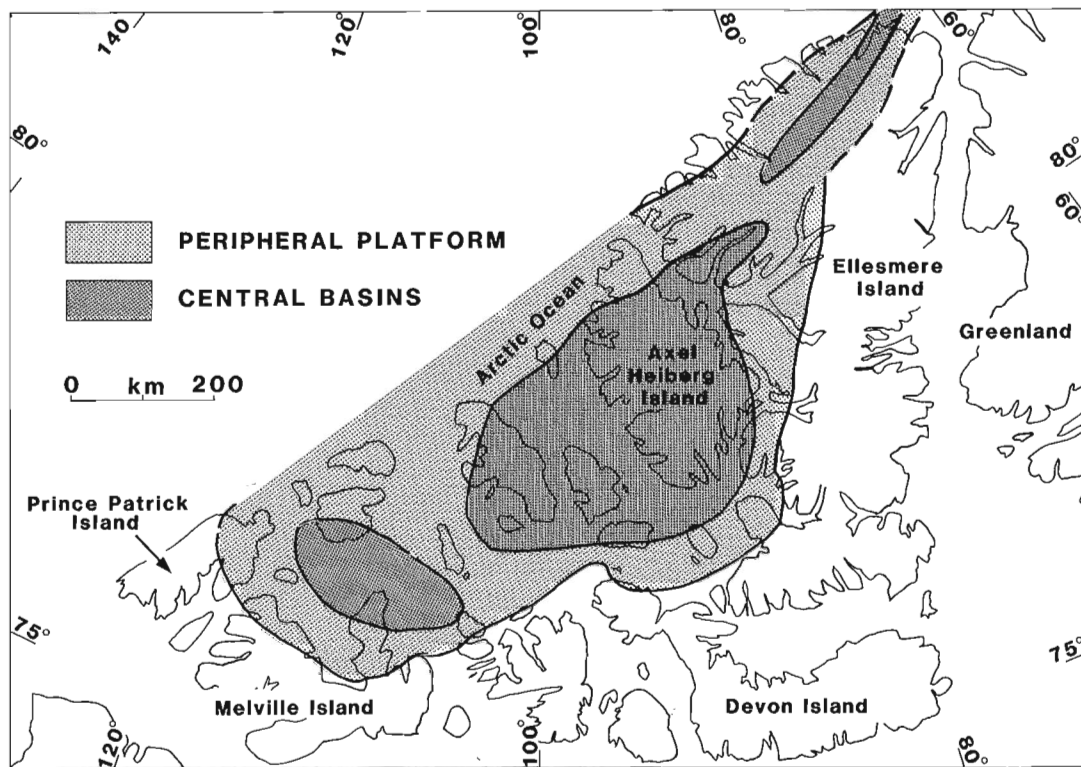 140
120°
100
80°
60°
80°
80°
60°
PERIPHERAL PLATFORM
CENTRAL BASINS
0 km 200
Arctic Ocean
Ellesmere
Island
Greenland
Axel
Heiberg
Island
Prince Patrick
Island
75°
75°
Melville Island
Devon Island
120°
100°
80°